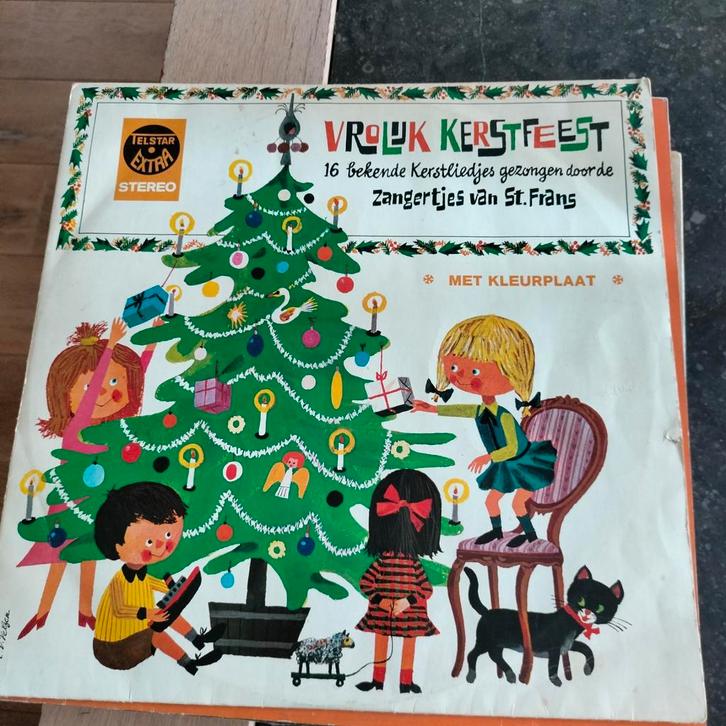 TELSTAR
EXTRA
STEREO
VROLIJK KERSTFEEST
16 bekende Kerstliedjes gezongen door de
zangertjes van St. Frans
* MET KLEURPLAAT *